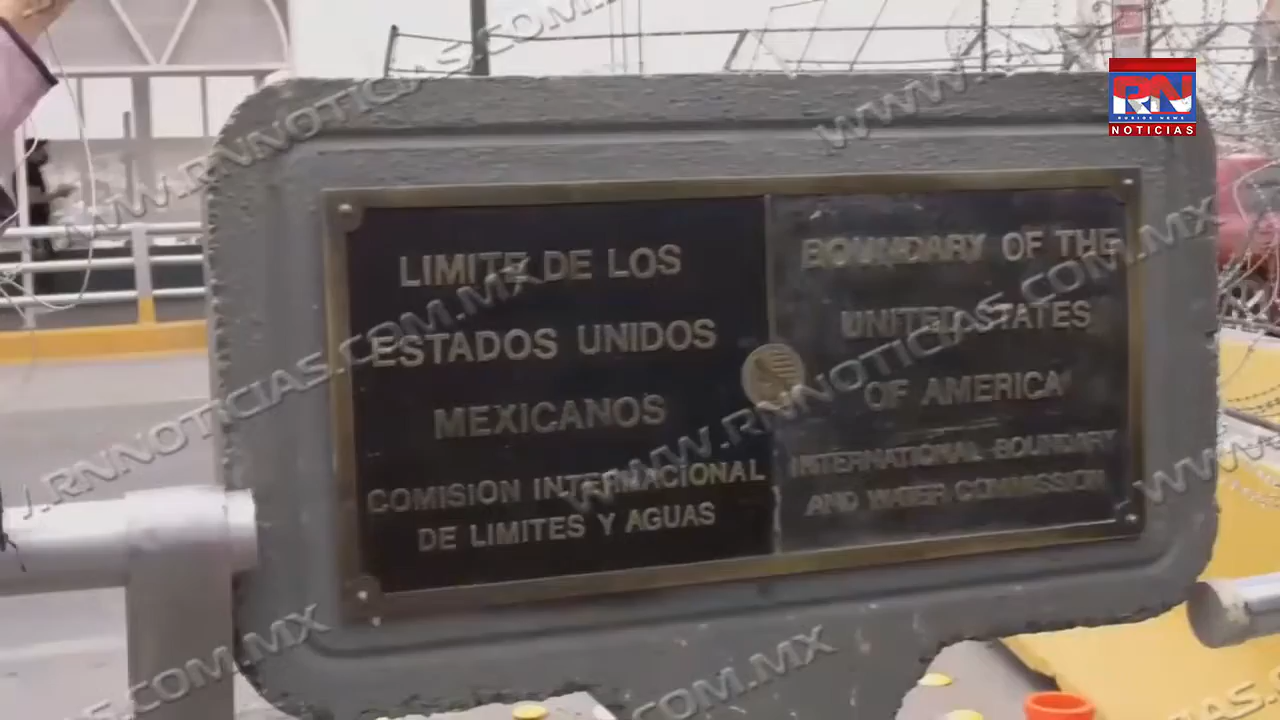 RN
NOTICIAS
LIMITE DE LOS
ESTADOS UNIDOS
MEXICANOS
COMISION INTERNACIONAL
DE LIMITES Y AGUAS
BOUNDARY OF THE
UNITED STATES
OF AMERICA
INTERNATIONAL BOUNDARY
AND WATER COMMISSION
WWW.RNNOTICIAS.COM.MX